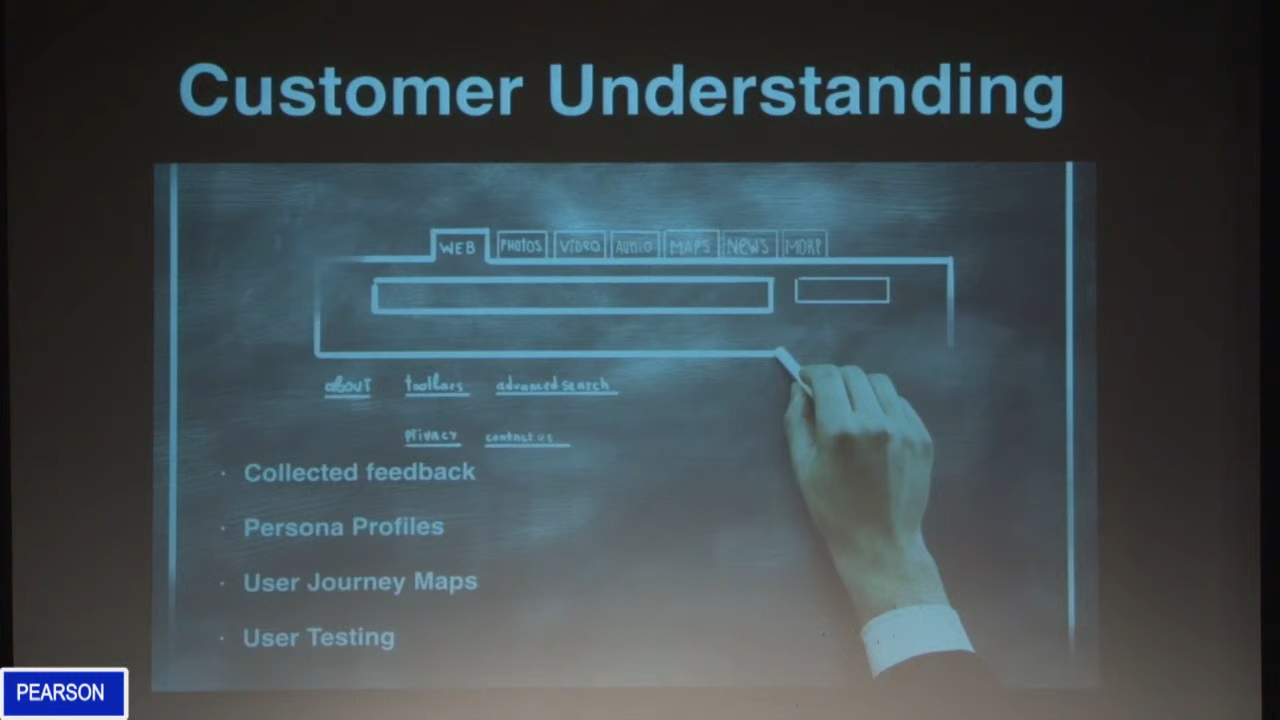 Customer Understanding
WEB PHOTOS VIDEO AUDIO MAPS NEWS MORE
about toolbars advanced search
privacy contact us
· Collected feedback
· Persona Profiles
· User Journey Maps
· User Testing
PEARSON